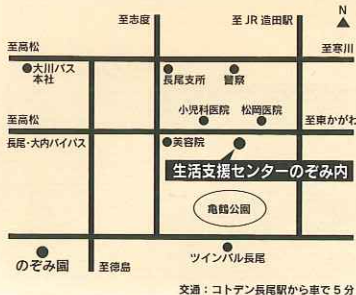 至志度
至JR造田駅
N
至高松
至寒川
大川バス
本社
長尾支所
警察
小児科医院
松岡医院
至高松
至東かがわ
長尾・大内バイパス
美容院
生活支援センターのぞみ内
亀鶴公園
のぞみ園
至徳島
ツインパル長尾
交通：コトデン長尾駅から車で5分